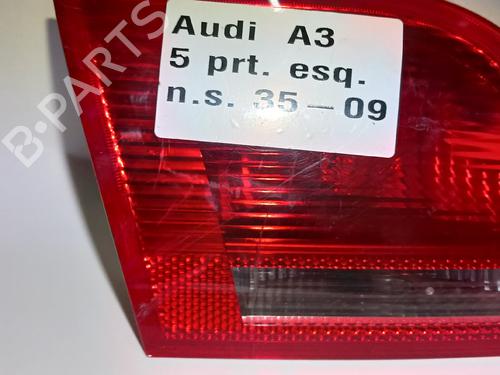 Audi A3
5 prt. esq.
n.s. 35-09
B-PARTS